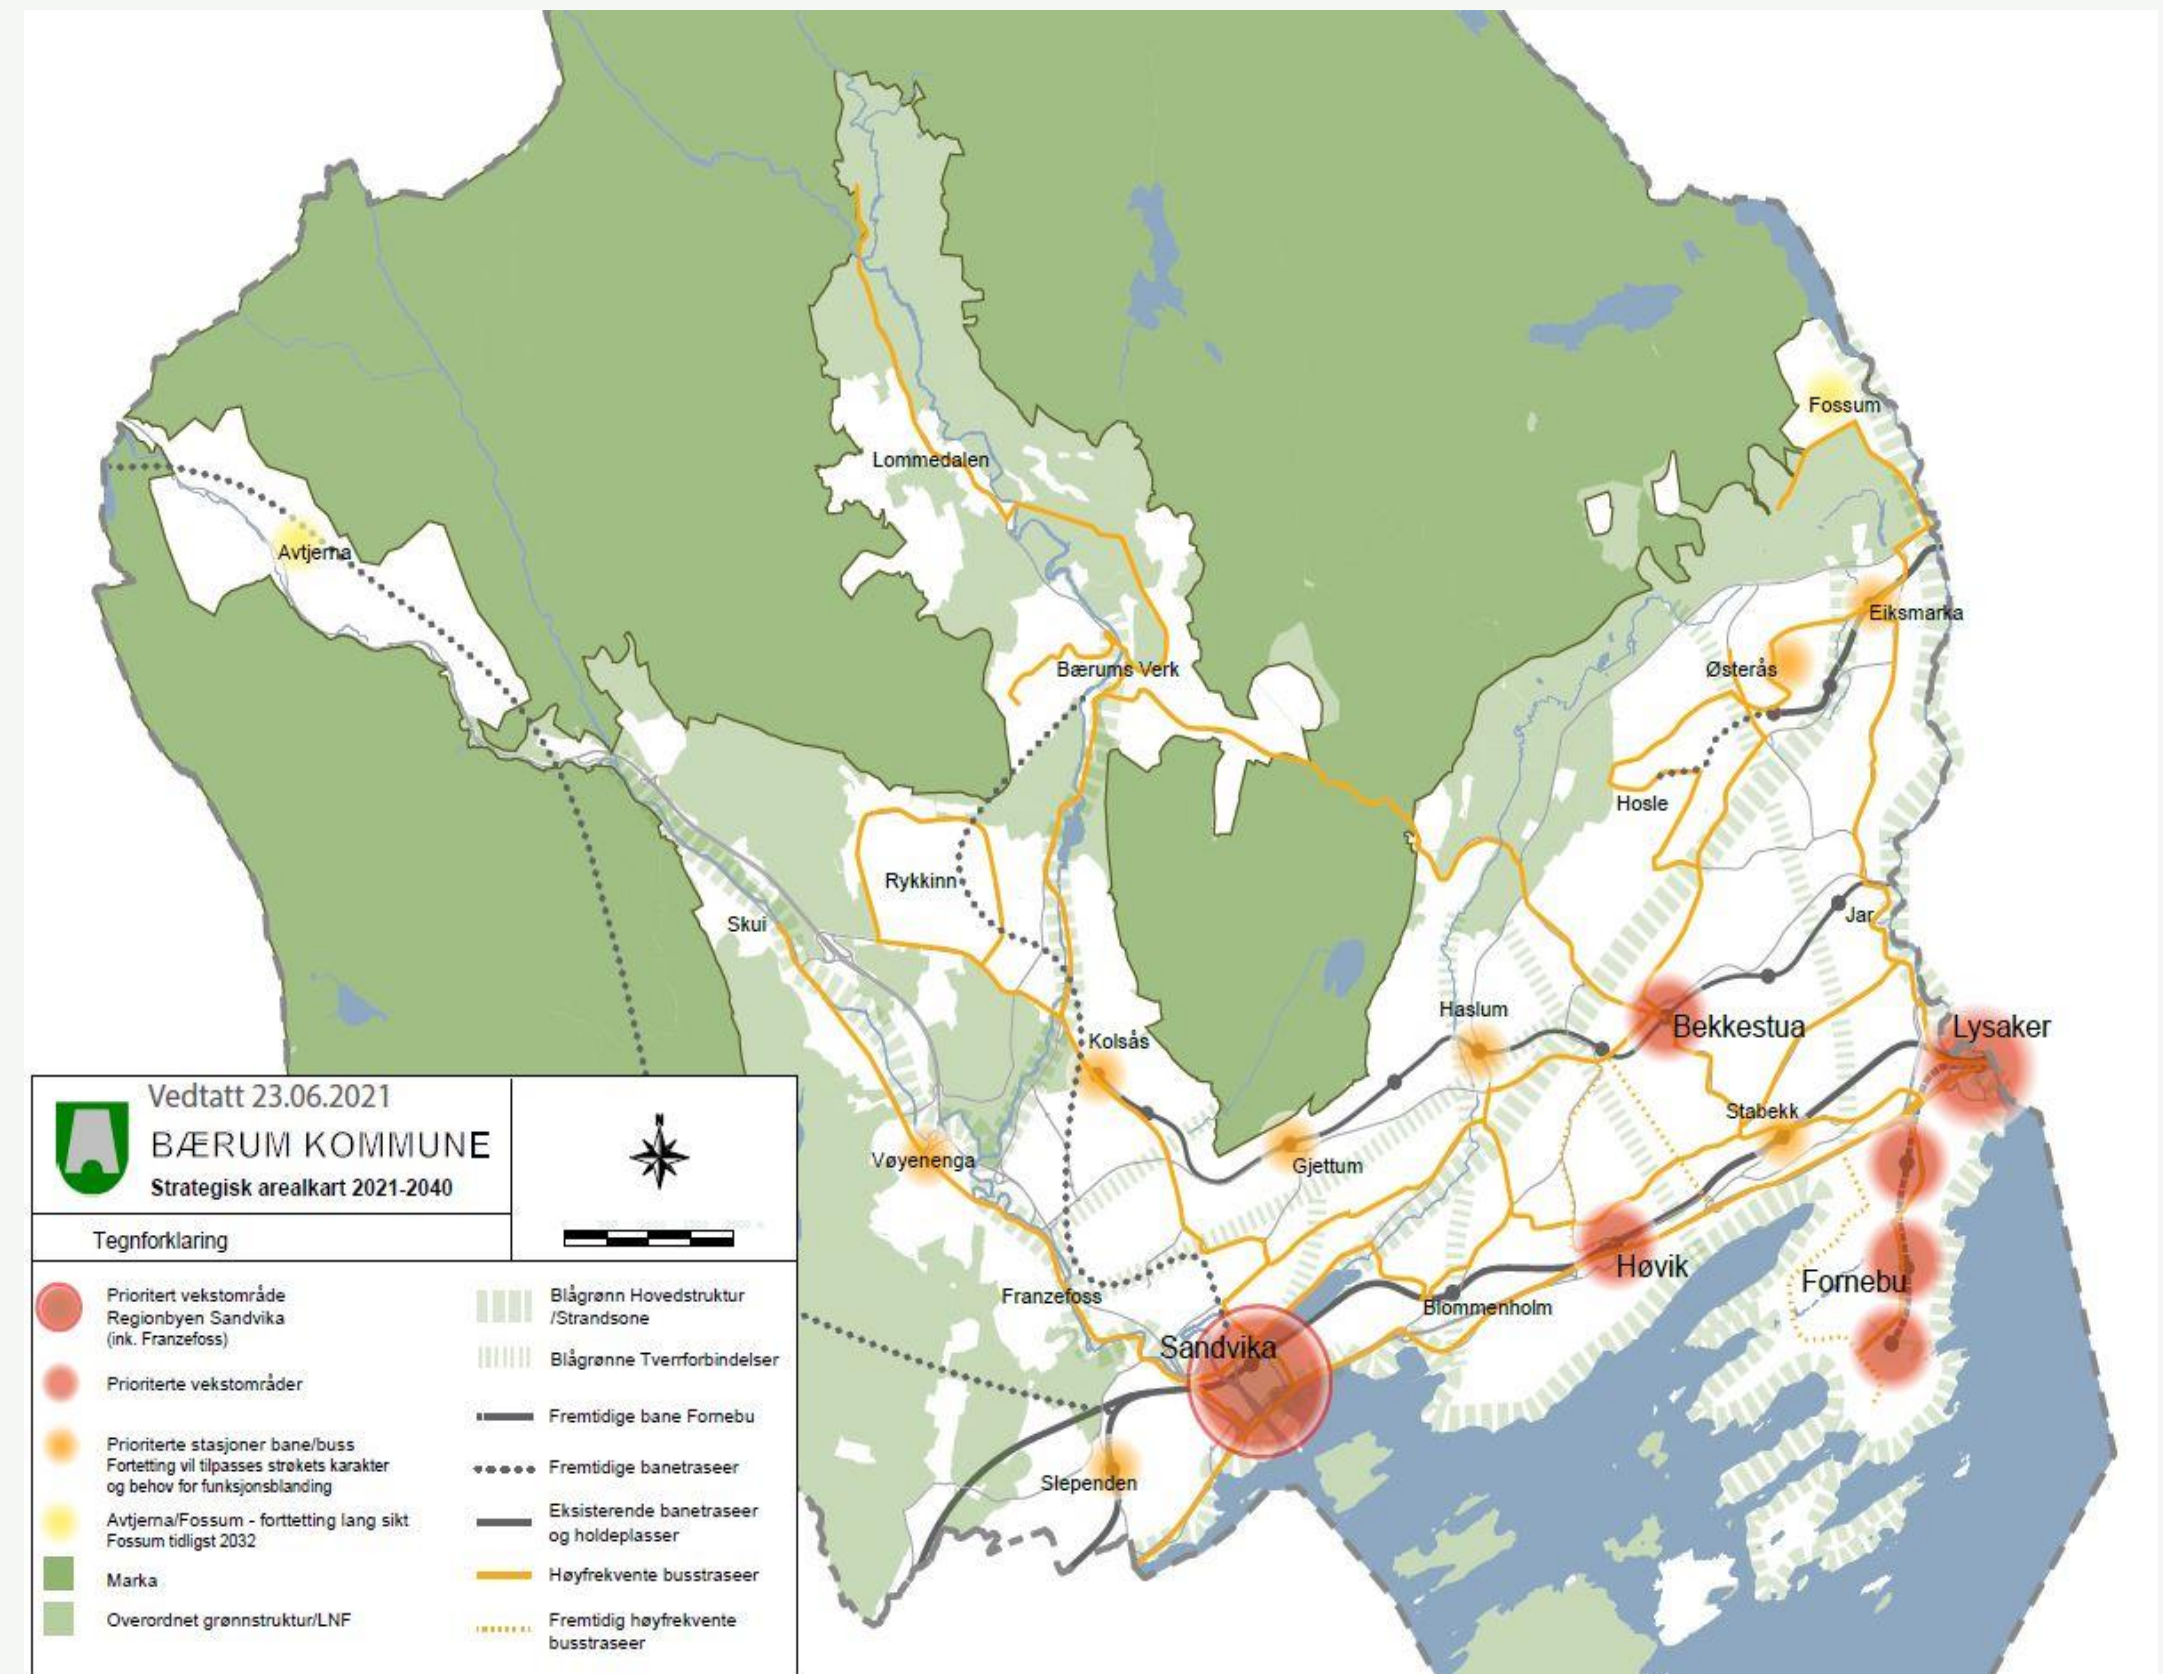 Fossum
Lommedalen
Avtjerna
Eiksmarka
Bærums Verk
Østerås
Hosle
Rykkinn
Skui
Jar
Haslum
Bekkestua
Lysaker
Kolsås
Stabekk
Vøyenenga
Gjettum
Høvik
Fornebu
Franzefoss
Blommenholm
Sandvika
Slependen
Vedtatt 23.06.2021
BÆRUM KOMMUNE
Strategisk arealkart 2021-2040
N
Tegnforklaring
Prioritert vekstområde
Regionbyen Sandvika
(ink. Franzefoss)
Prioriterte vekstområder
Prioriterte stasjoner bane/buss
Fortetting vil tilpasses strøkets karakter
og behov for funksjonsblanding
Avtjerna/Fossum - forttetting lang sikt
Fossum tidligst 2032
Marka
Overordnet grønnstruktur/LNF
Blågrønn Hovedstruktur
/Strandsone
Blågrønne Tverrforbindelser
Fremtidige bane Fornebu
Fremtidige banetraseer
Eksisterende banetraseer
og holdeplasser
Høyfrekvente busstraseer
Fremtidig høyfrekvente
busstraseer